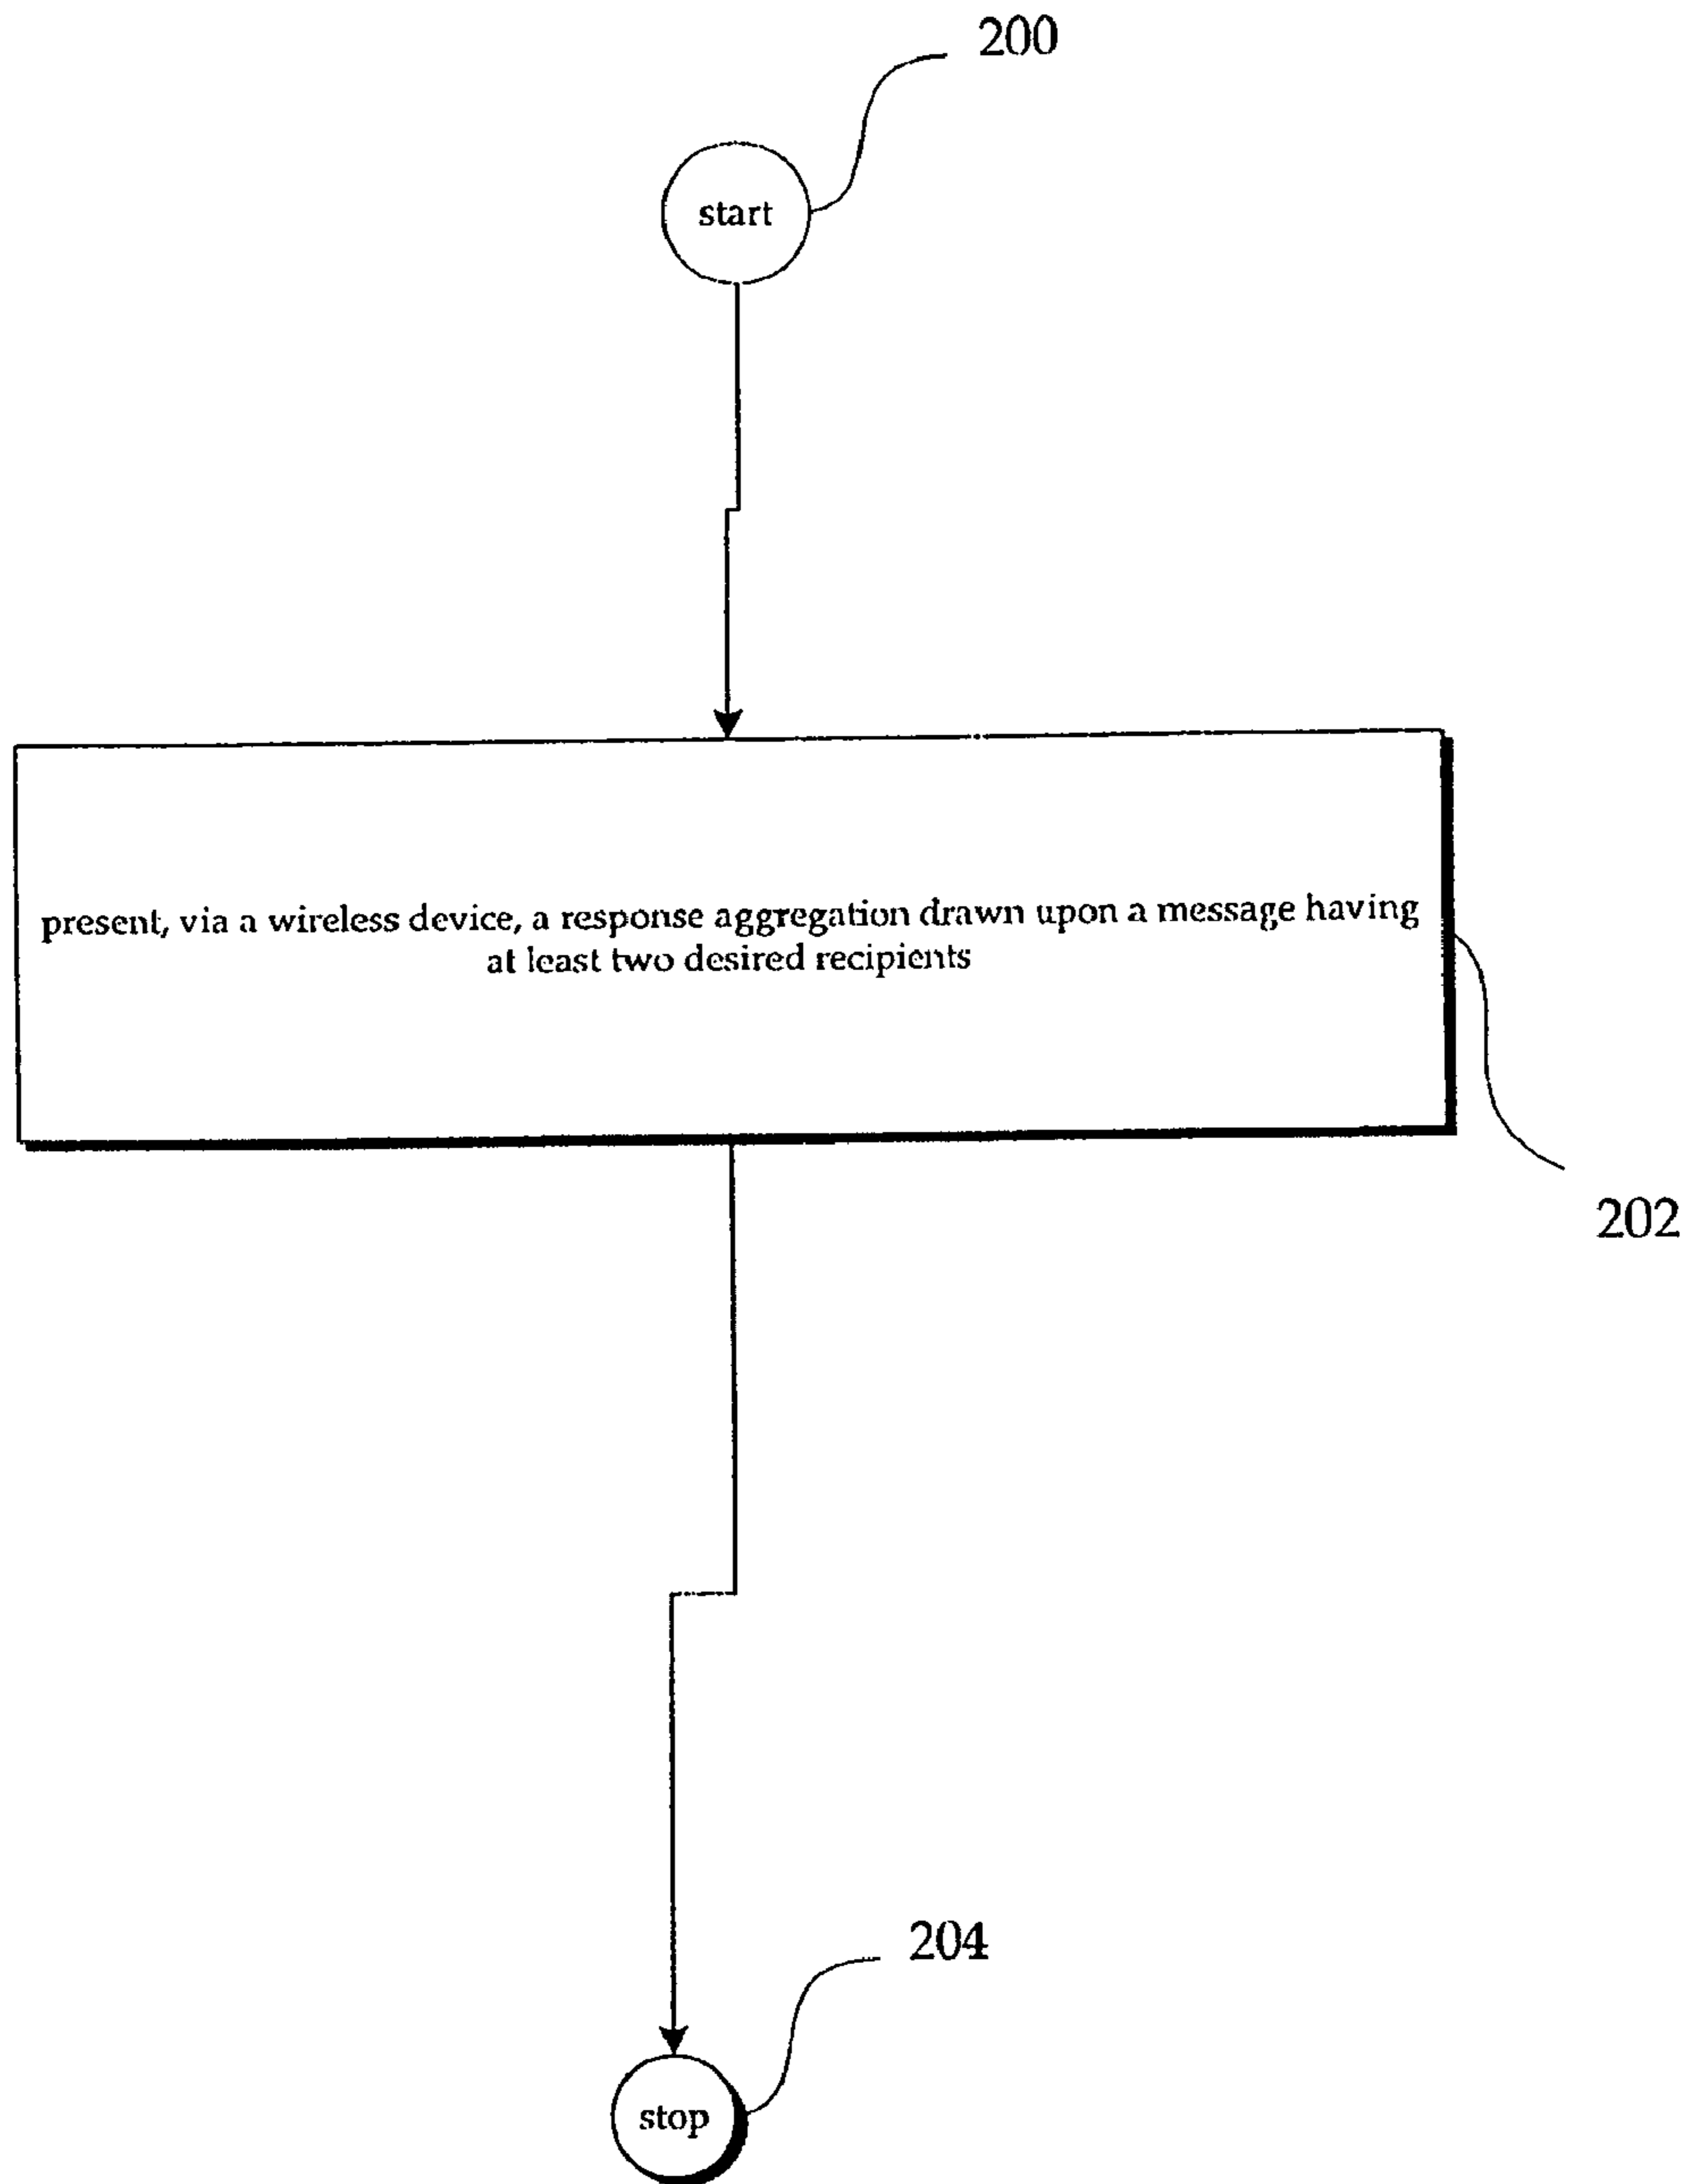 200
start
present, via a wireless device, a response aggregation drawn upon a message having
at least two desired recipients
202
204
stop